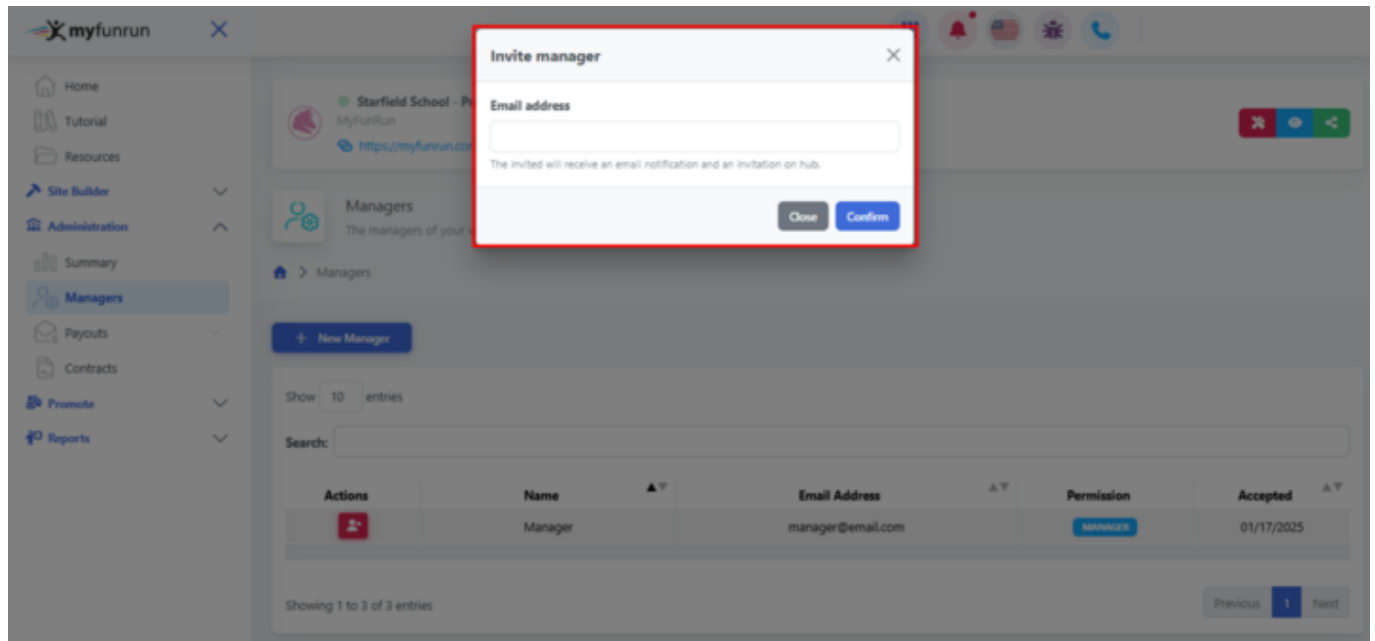 myfunrun
Invite manager
Email address
The invited will receive an email notification and an invitation on hub.
Close Confirm
Home
Tutorial
Resources
Site Builder
Administration
Summary
Managers
Payouts
Contracts
Promote
Reports
Starfield School - Pr
MyFunRun
https://myfunrun.cor
Managers
The managers of your
Managers
+ New Manager
Show 10 entries
Search:
Actions Name Email Address Permission Accepted
Manager manager@email.com MANAGER 01/17/2025
Showing 1 to 3 of 3 entries
Previous 1 Next